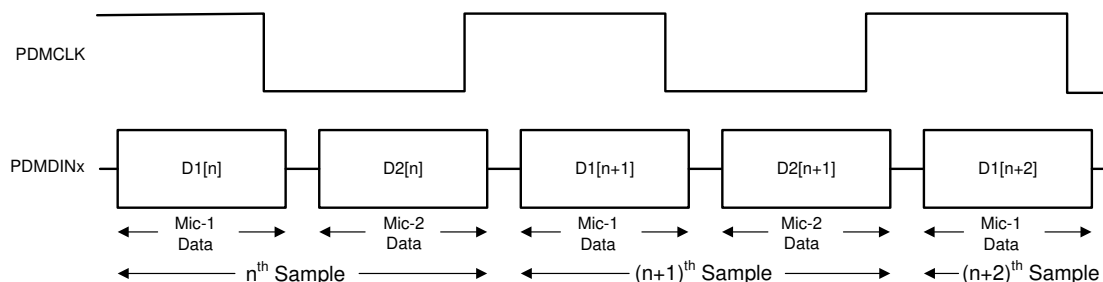 PDMCLK
PDMDINx
D1[n]
D2[n]
D1[n+1]
D2[n+1]
D1[n+2]
Mic-1
Data
Mic-2
Data
Mic-1
Data
Mic-2
Data
Mic-1
Data
nth Sample
(n+1)th Sample
(n+2)th Sample